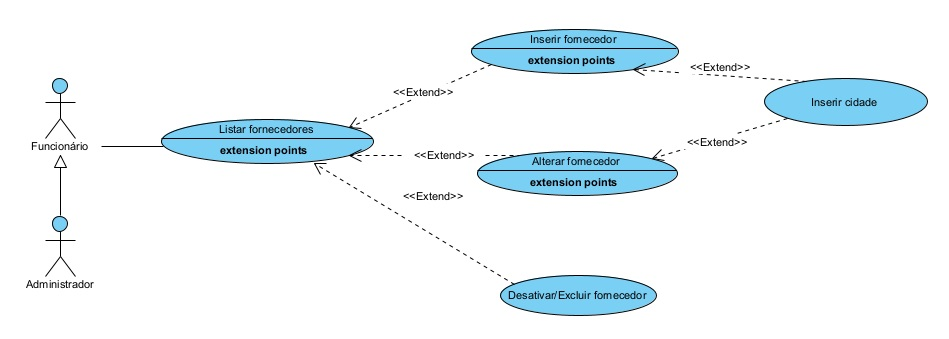 Inserir fornecedor
extension points
<<Extend>>
<<Extend>>
Inserir cidade
Funcionário
Listar fornecedores
extension points
<<Extend>>
<<Extend>>
Alterar fornecedor
extension points
<<Extend>>
Administrador
Desativar/Excluir fornecedor